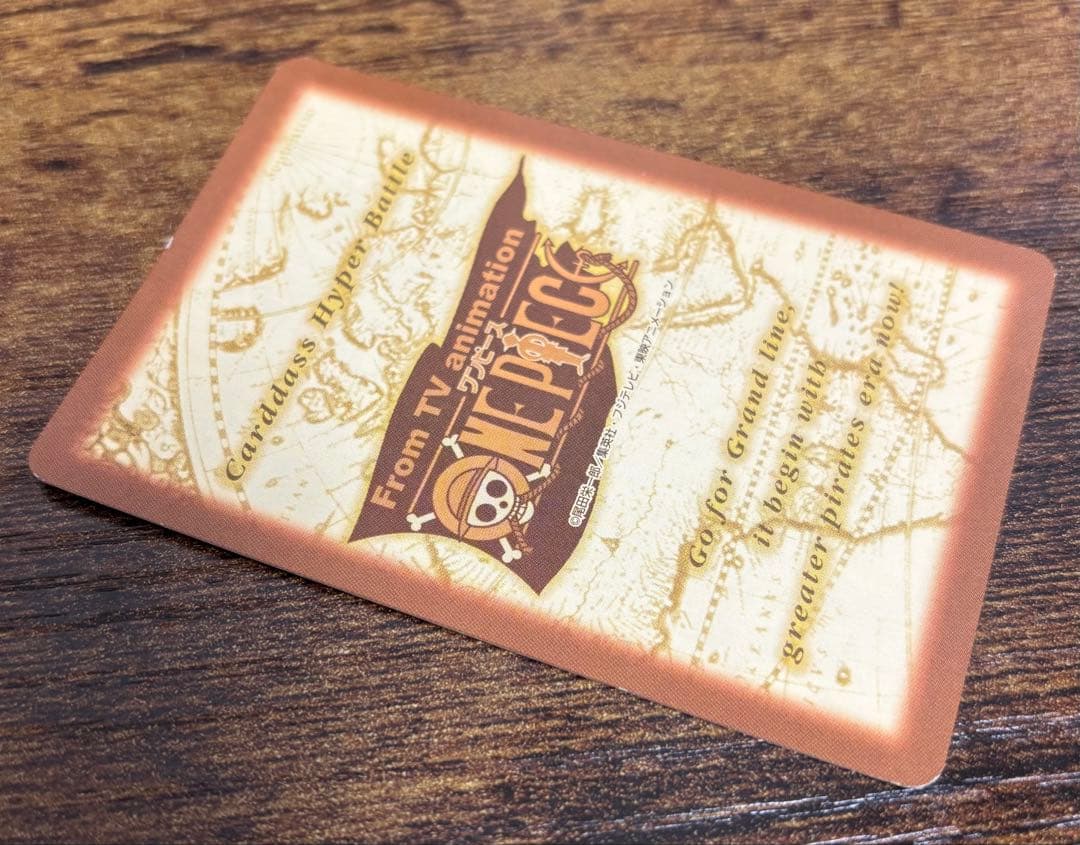 Carddass Hyper Battle
From TV animation
ワンピース
ONE PIECE
©尾田栄一郎/集英社・フジテレビ・東映アニメーション
Go for Grand line,
it begin with
greater pirates era now!